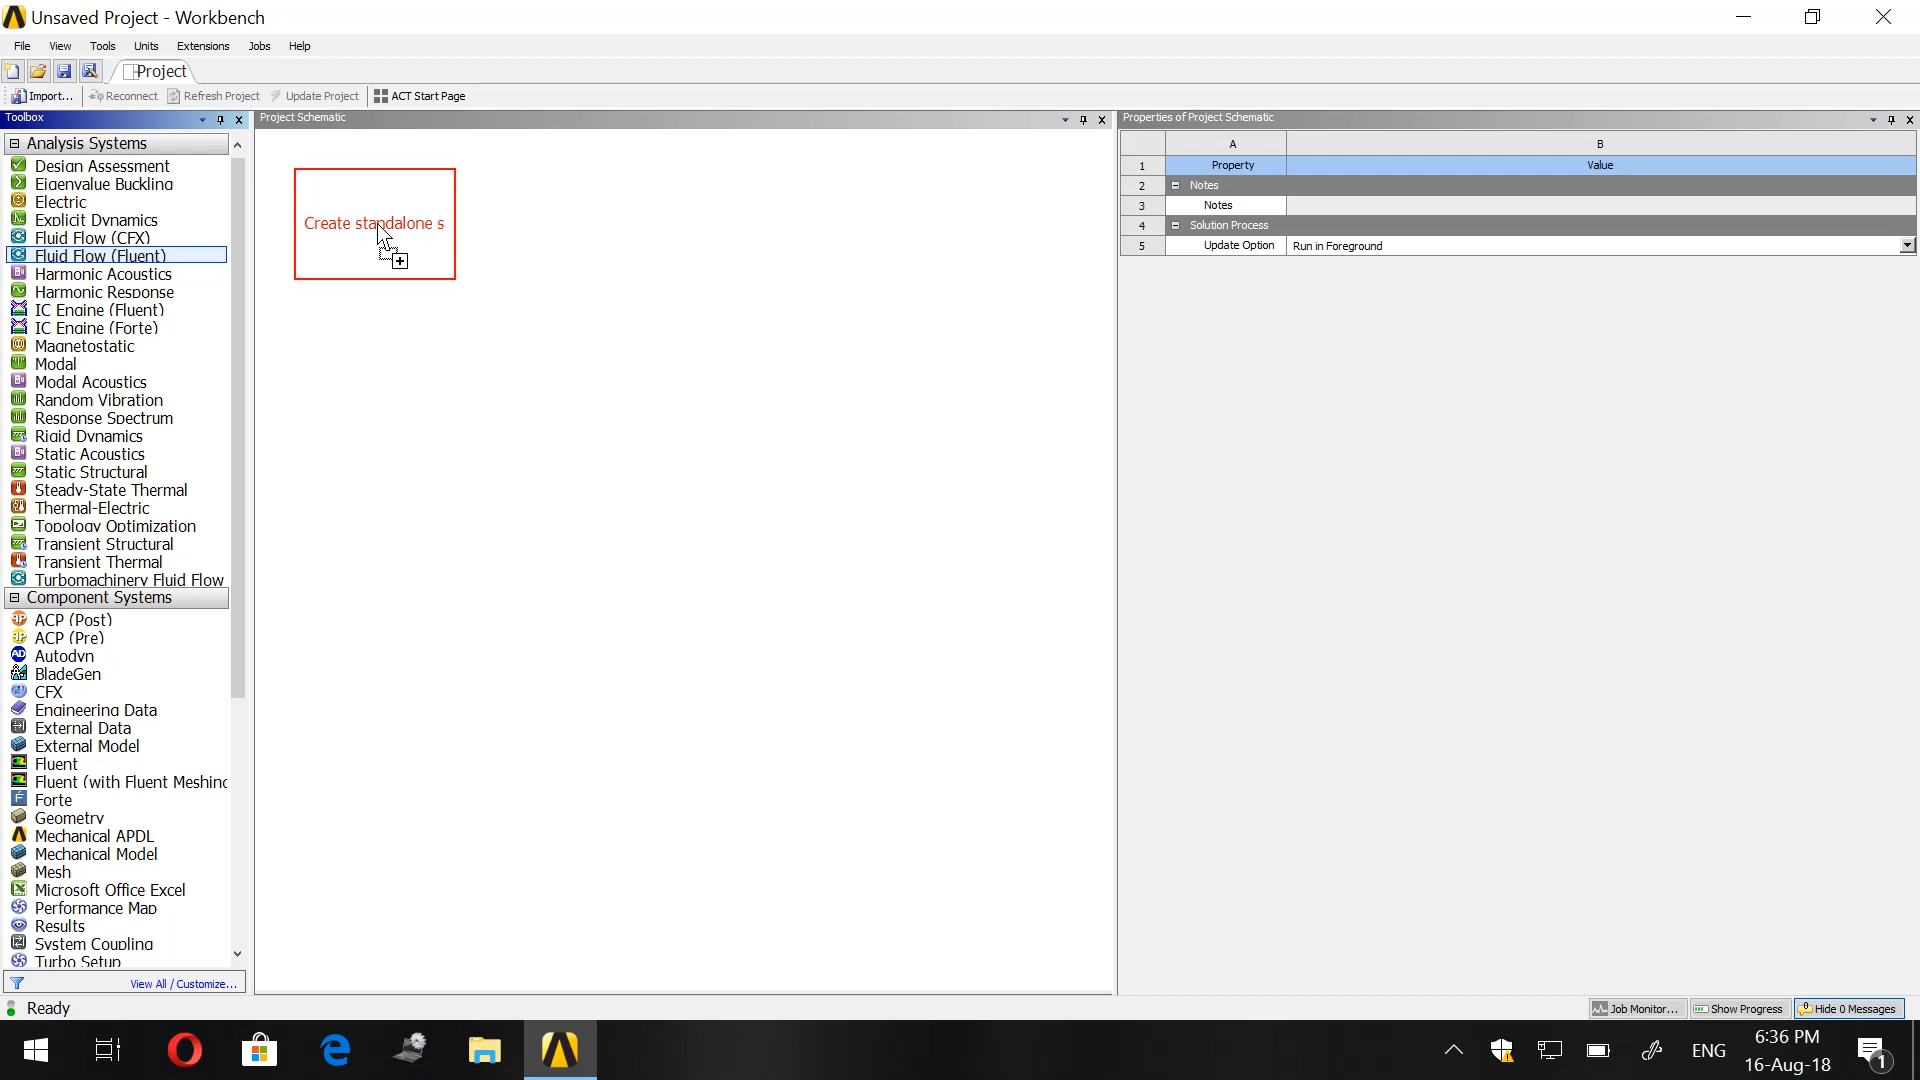 Unsaved Project - Workbench
File View Tools Units Extensions Jobs Help
Project
Import... Reconnect Refresh Project Update Project ACT Start Page
Toolbox
Analysis Systems
Design Assessment
Eigenvalue Buckling
Electric
Explicit Dynamics
Fluid Flow (CFX)
Fluid Flow (Fluent)
Harmonic Acoustics
Harmonic Response
IC Engine (Fluent)
IC Engine (Forte)
Magnetostatic
Modal
Modal Acoustics
Random Vibration
Response Spectrum
Rigid Dynamics
Static Acoustics
Static Structural
Steady-State Thermal
Thermal-Electric
Topology Optimization
Transient Structural
Transient Thermal
Turbomachinery Fluid Flow
Component Systems
ACP (Post)
ACP (Pre)
Autodyn
BladeGen
CFX
Engineering Data
External Data
External Model
Fluent
Fluent (with Fluent Meshing
Forte
Geometry
Mechanical APDL
Mechanical Model
Mesh
Microsoft Office Excel
Performance Map
Results
System Coupling
Turbo Setup
View All / Customize...
Project Schematic
Create standalone s
Properties of Project Schematic
A B
1 Property Value
2 Notes
3 Notes
4 Solution Process
5 Update Option Run in Foreground
Ready
Job Monitor... Show Progress 0 Hide 0 Messages
ENG
6:36 PM
16-Aug-18
1